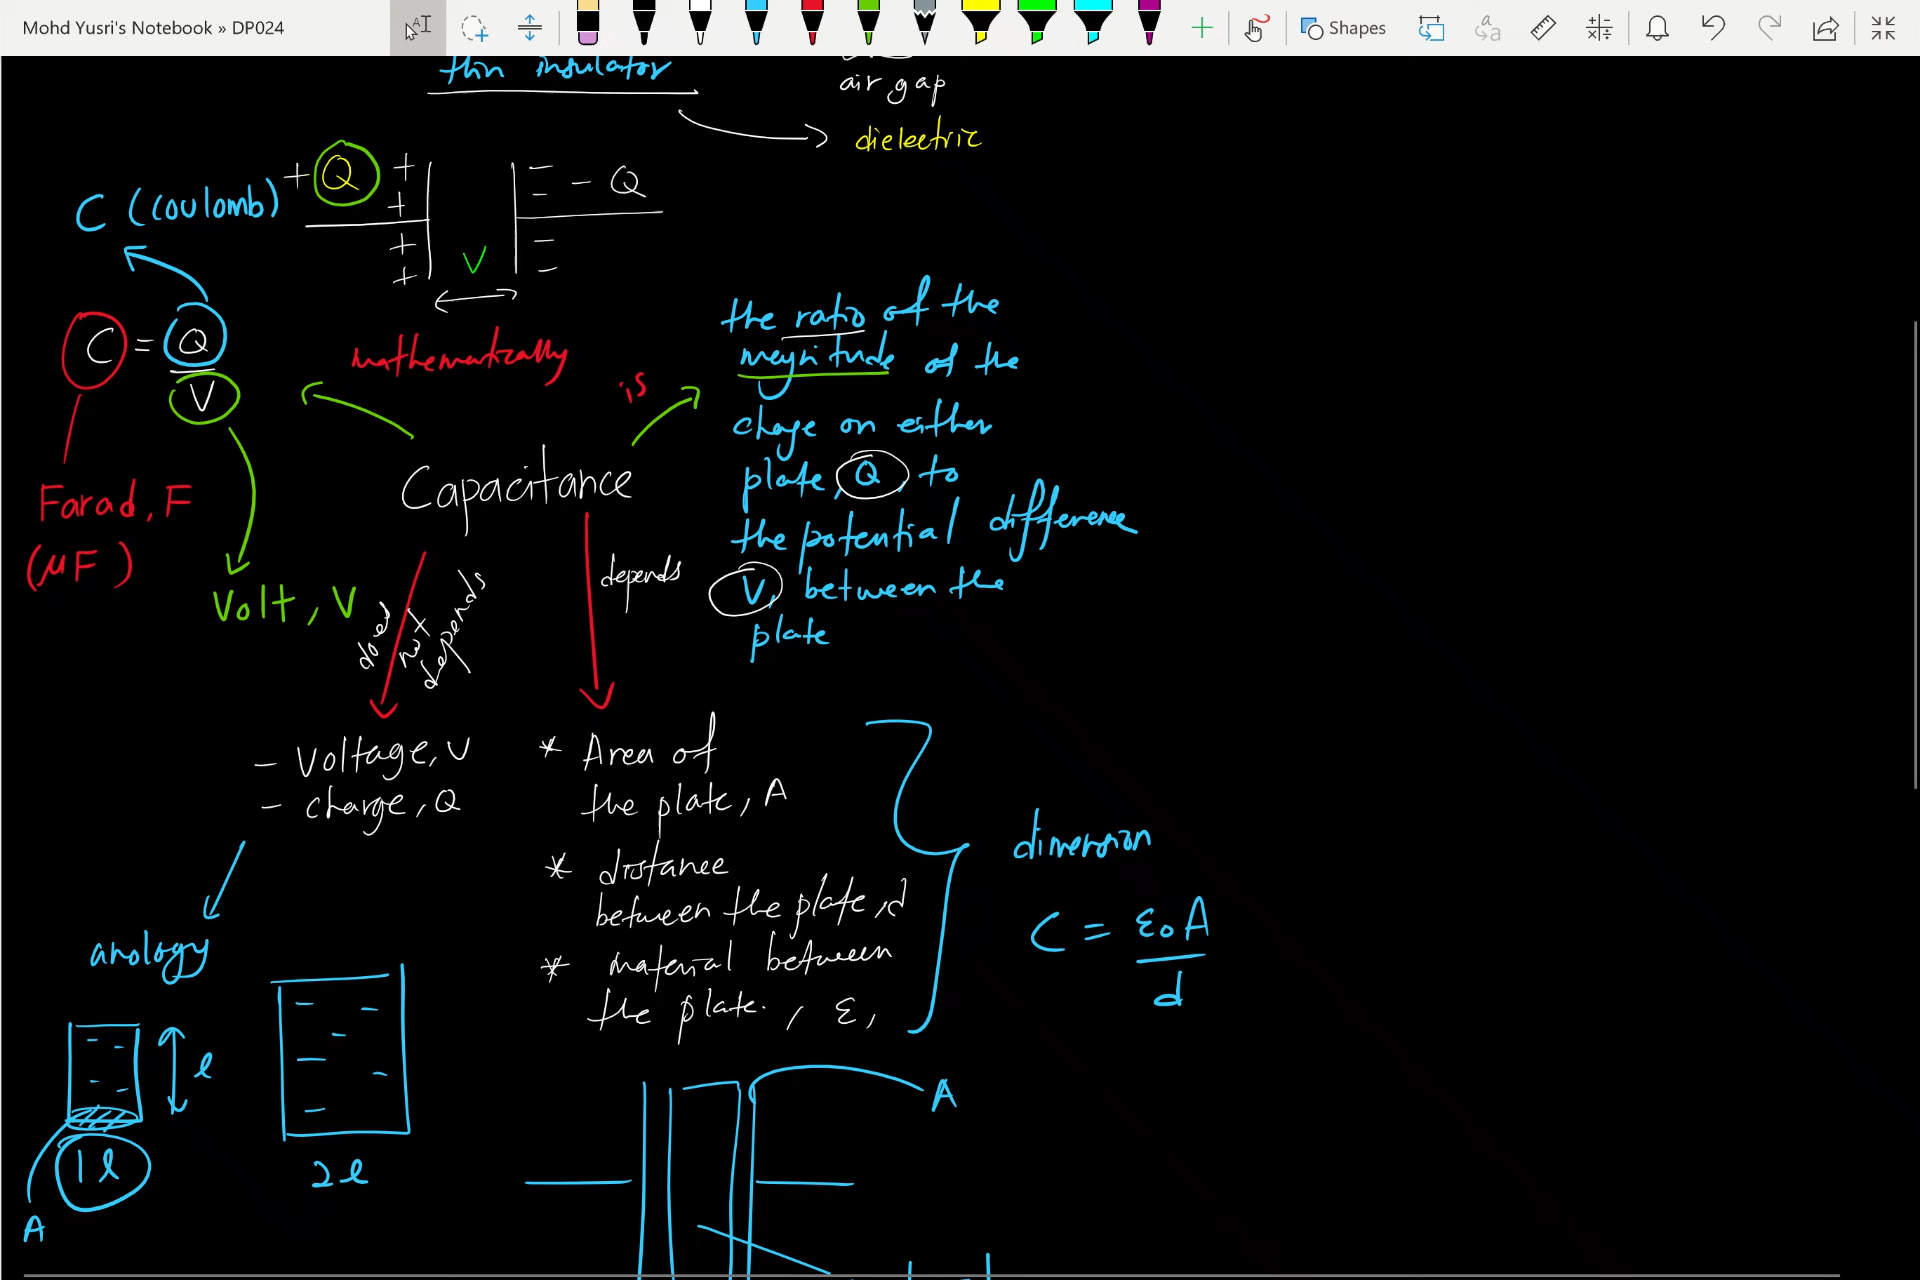 Mohd Yusri's Notebook » DP024
Shapes
thin insulator
air gap
dielectric
+ Q + - Q
+
+
+
C (coulomb)
V
C = Q
V
mathematically
is
the ratio of the
megnitude of the
charge on either
plate, Q, to
the potential difference
V, between the
plate
Capacitance
Farad, F
(μF)
Volt, V
does
not
depends
depends
- Voltage, V
- charge, Q
* Area of
the plate, A
* distance
between the plate, d
* material between
the plate. , ε,
dimension
C = ε₀A
d
anology
l
1l
A
2l
A